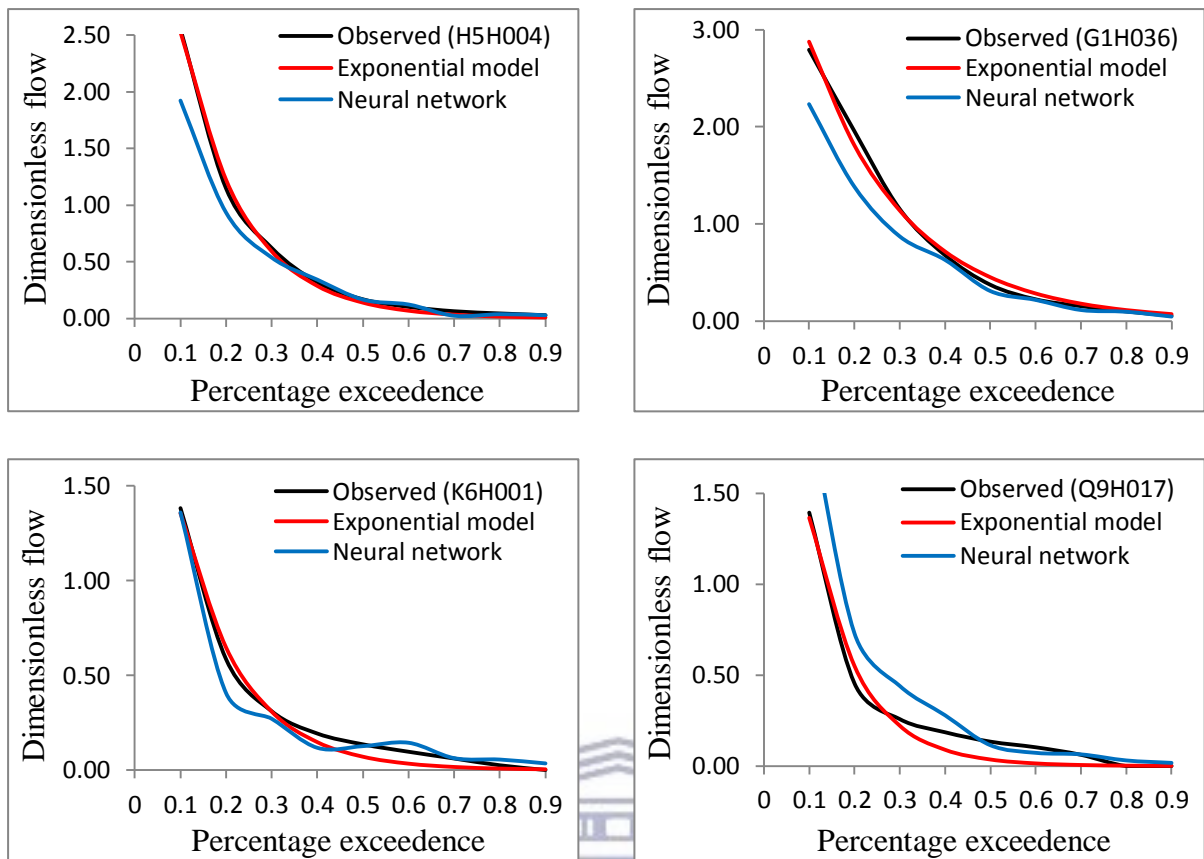 2.50
2.00
1.50
1.00
0.50
0.00
Dimensionless flow
Observed (H5H004)
Exponential model
Neural network
0 0.1 0.2 0.3 0.4 0.5 0.6 0.7 0.8 0.9
Percentage exceedence
3.00
2.00
1.00
0.00
Dimensionless flow
Observed (G1H036)
Exponential model
Neural network
0 0.1 0.2 0.3 0.4 0.5 0.6 0.7 0.8 0.9
Percentage exceedence
1.50
1.00
0.50
0.00
Dimensionless flow
Observed (K6H001)
Exponential model
Neural network
0 0.1 0.2 0.3 0.4 0.5 0.6 0.7 0.8 0.9
Percentage exceedence
1.50
1.00
0.50
0.00
Dimensionless flow
Observed (Q9H017)
Exponential model
Neural network
0 0.1 0.2 0.3 0.4 0.5 0.6 0.7 0.8 0.9
Percentage exceedence